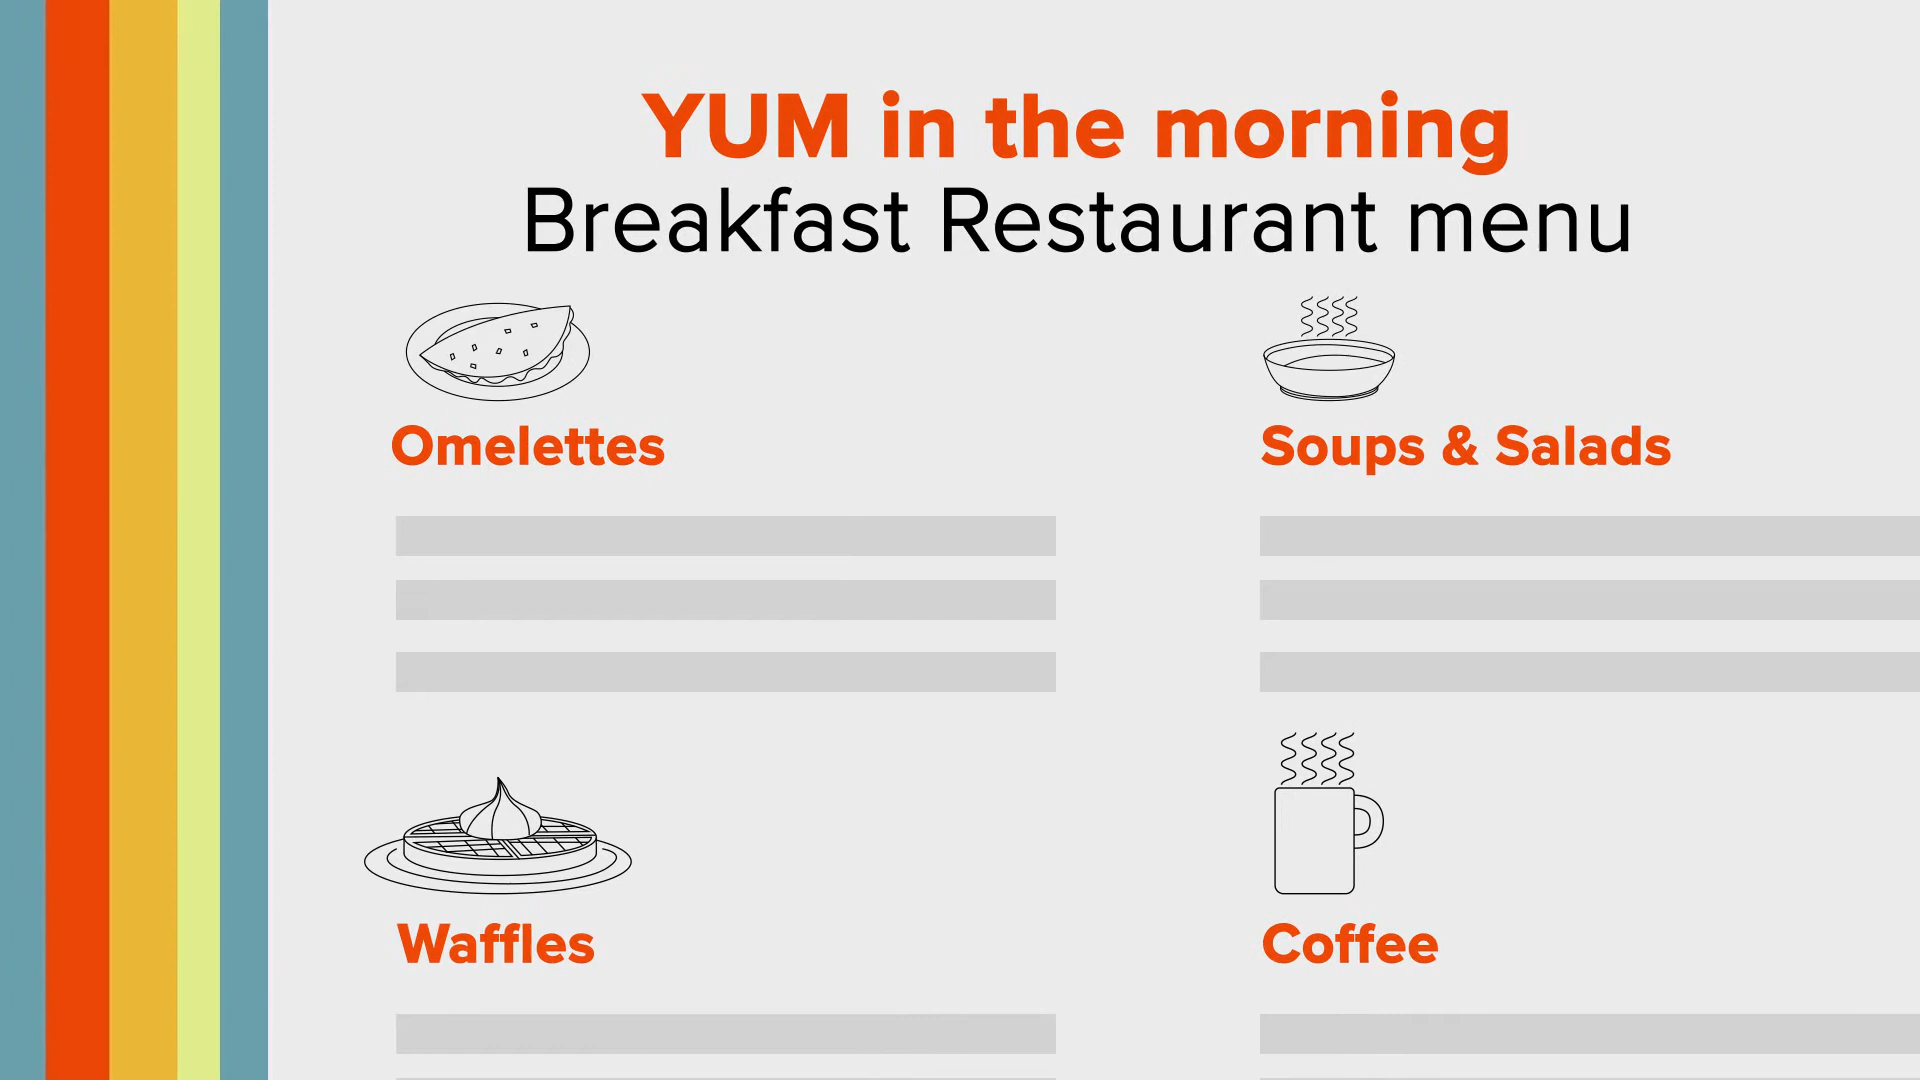 YUM in the morning
Breakfast Restaurant menu
Omelettes
Soups & Salads
Waffles
Coffee